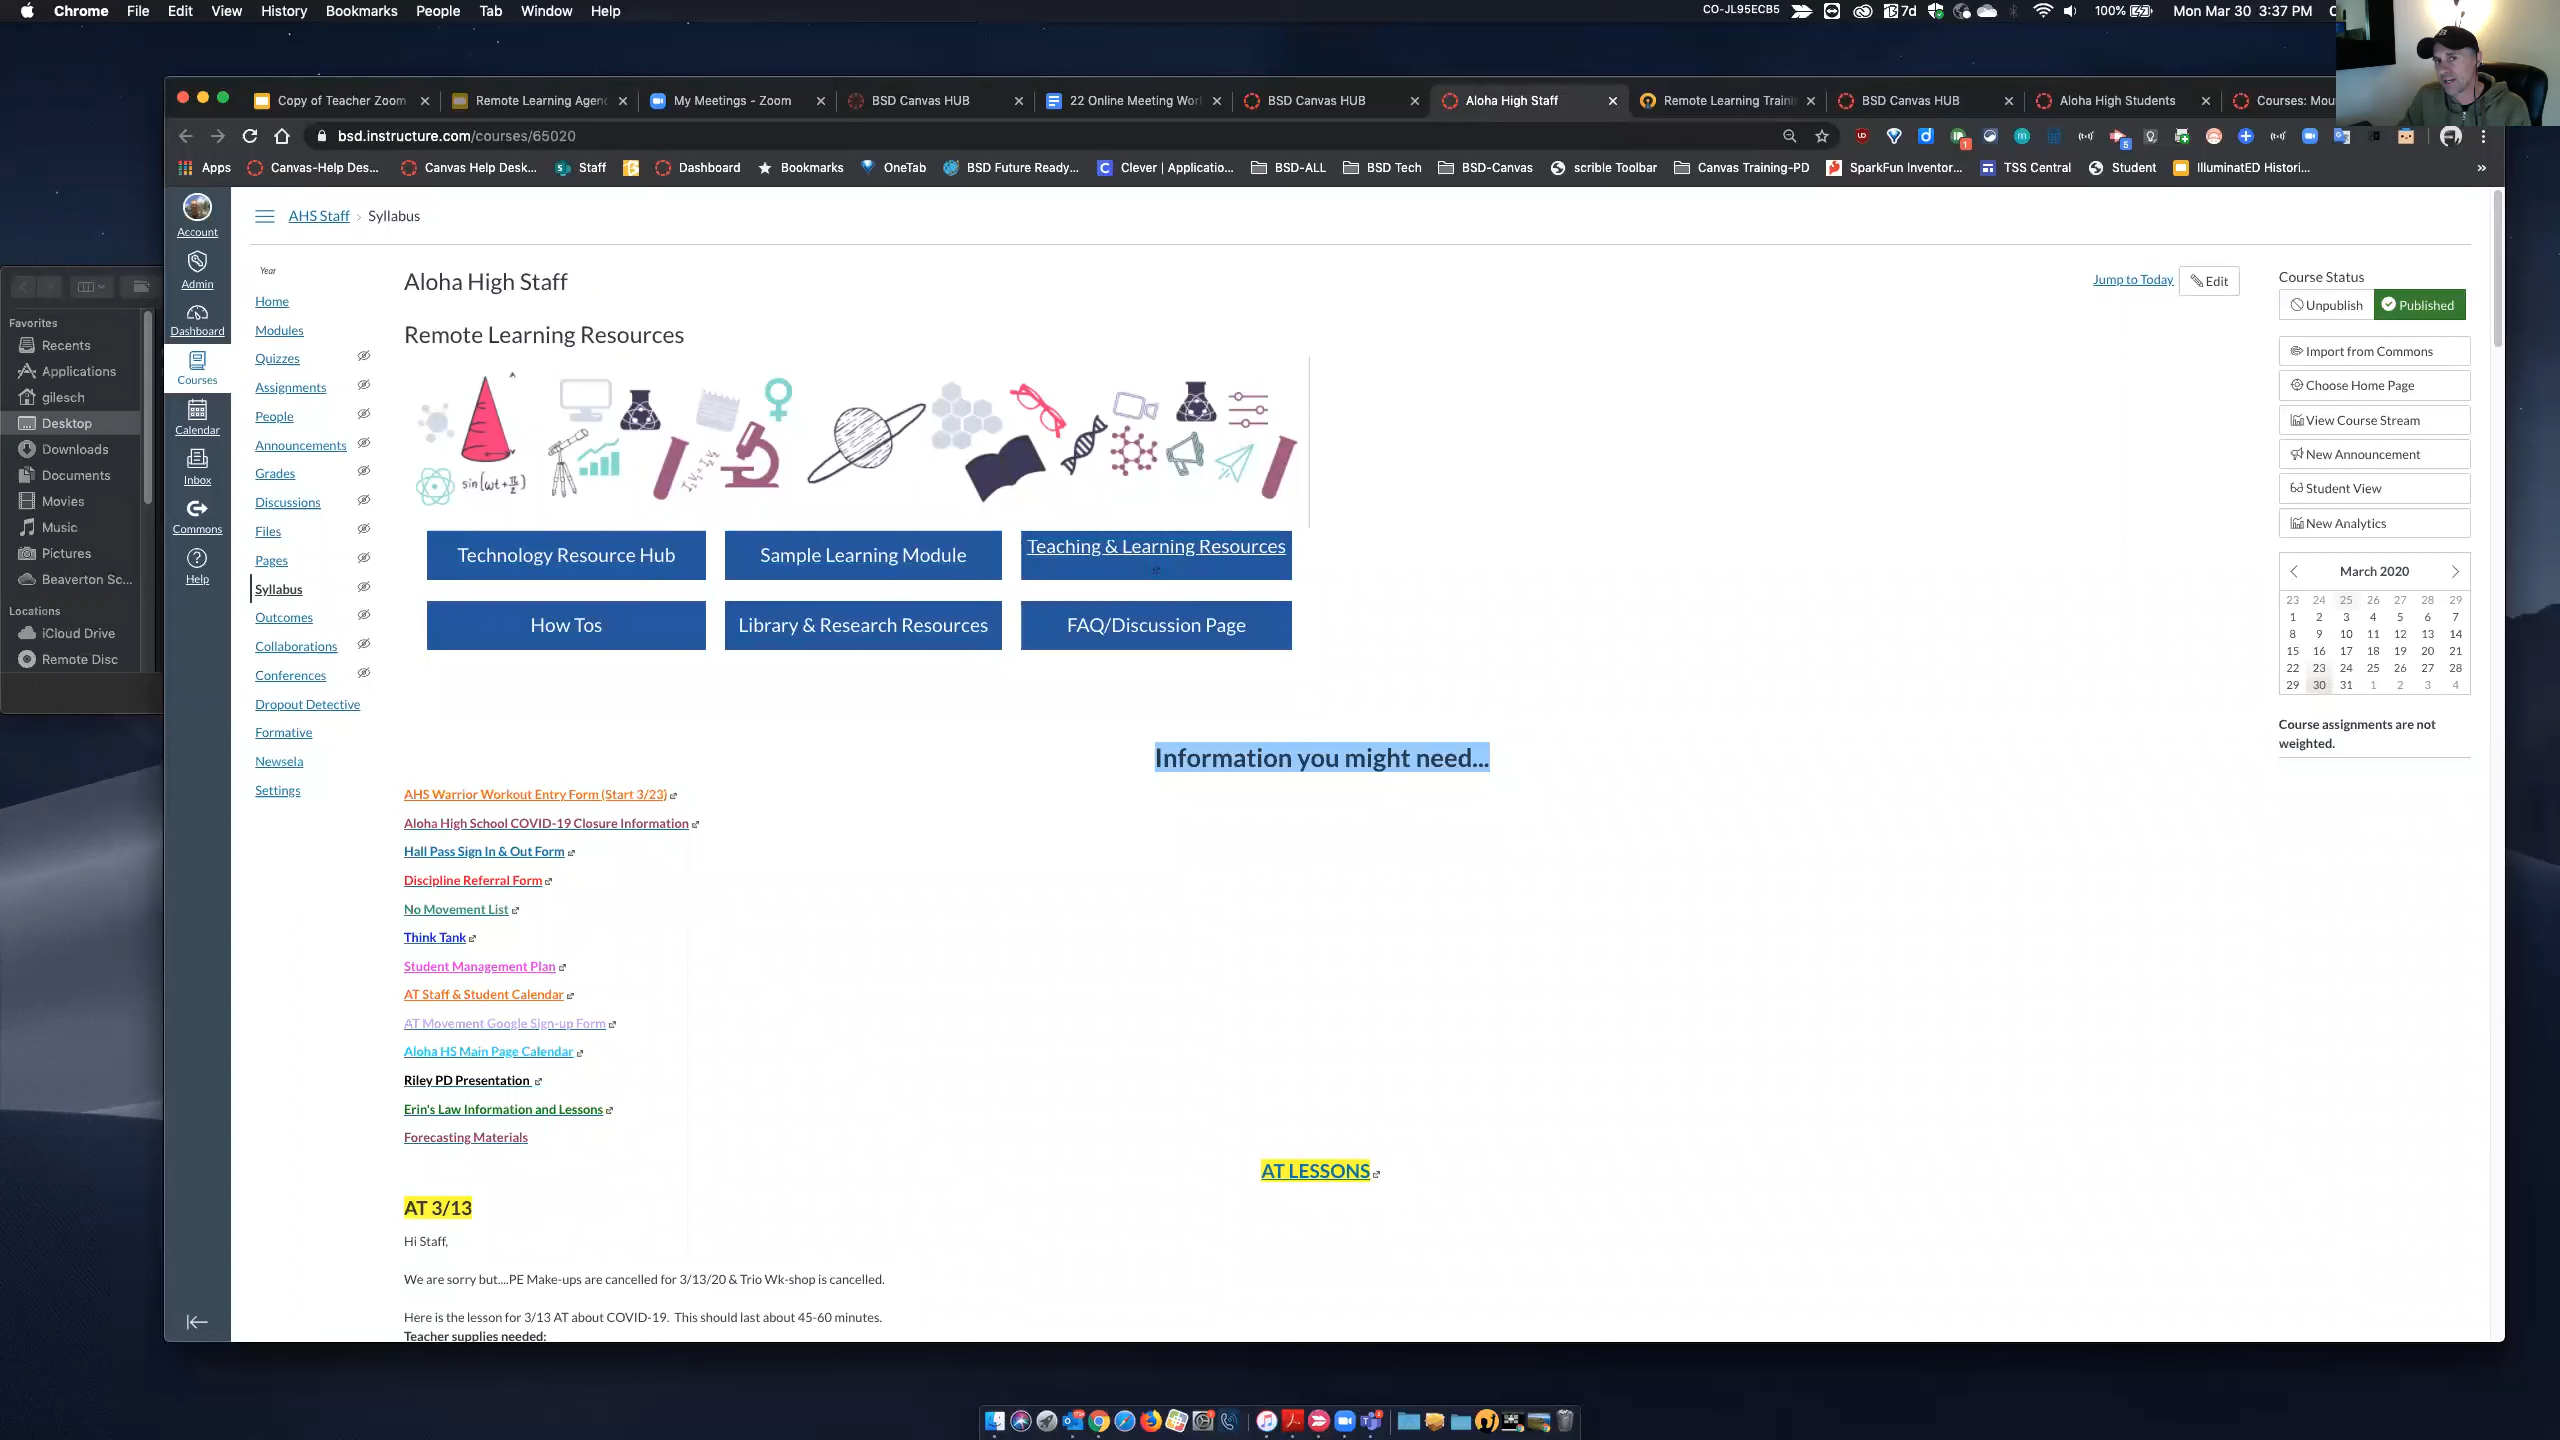 Chrome File Edit View History Bookmarks People Tab Window Help
CO-JL95ECB5 7d 100% Mon Mar 30 3:37 PM
Copy of Teacher Zoom
Remote Learning Agen
My Meetings - Zoom
BSD Canvas HUB
22 Online Meeting Wor
BSD Canvas HUB
Aloha High Staff
Remote Learning Traini
BSD Canvas HUB
Aloha High Students
Courses: Mou
bsd.instructure.com/courses/65020
Apps
Canvas-Help Des...
Canvas Help Desk...
Staff
Dashboard
Bookmarks
OneTab
BSD Future Ready...
Clever | Applicatio...
BSD-ALL
BSD Tech
BSD-Canvas
scrible Toolbar
Canvas Training-PD
SparkFun Inventor...
TSS Central
Student
IlluminatED Histori...
»
Favorites
Recents
Applications
gilesch
Desktop
Downloads
Documents
Movies
Music
Pictures
Beaverton Sc...
Locations
iCloud Drive
Remote Disc
Account
Admin
Dashboard
Courses
Calendar
Inbox
Commons
Help
AHS Staff › Syllabus
Year
Home
Modules
Quizzes
Assignments
People
Announcements
Grades
Discussions
Files
Pages
Syllabus
Outcomes
Collaborations
Conferences
Dropout Detective
Formative
Newsela
Settings
Aloha High Staff
Jump to Today
Edit
Remote Learning Resources
Technology Resource Hub
Sample Learning Module
Teaching & Learning Resources
How Tos
Library & Research Resources
FAQ/Discussion Page
Information you might need...
AHS Warrior Workout Entry Form (Start 3/23)
Aloha High School COVID-19 Closure Information
Hall Pass Sign In & Out Form
Discipline Referral Form
No Movement List
Think Tank
Student Management Plan
AT Staff & Student Calendar
AT Movement Google Sign-up Form
Aloha HS Main Page Calendar
Riley PD Presentation
Erin's Law Information and Lessons
Forecasting Materials
AT LESSONS
AT 3/13
Hi Staff,
We are sorry but....PE Make-ups are cancelled for 3/13/20 & Trio Wk-shop is cancelled.
Here is the lesson for 3/13 AT about COVID-19. This should last about 45-60 minutes.
Teacher supplies needed:
Course Status
Unpublish
Published
Import from Commons
Choose Home Page
View Course Stream
New Announcement
Student View
New Analytics
March 2020
23 24 25 26 27 28 29
1 2 3 4 5 6 7
8 9 10 11 12 13 14
15 16 17 18 19 20 21
22 23 24 25 26 27 28
29 30 31 1 2 3 4
Course assignments are not
weighted.